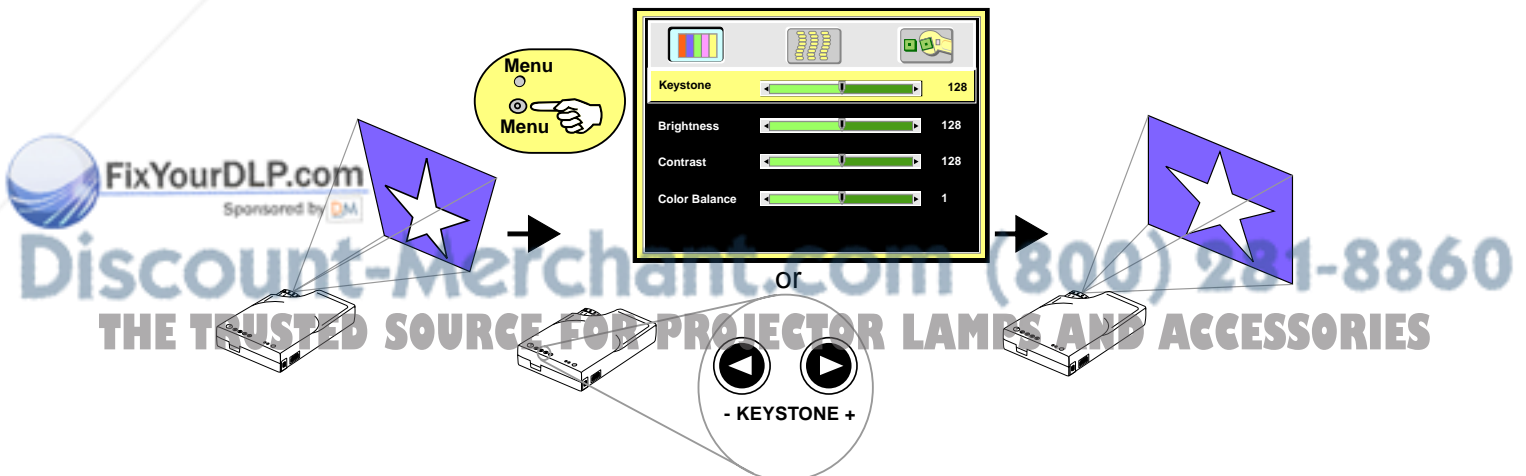 Menu
Menu
Keystone 128
Brightness 128
Contrast 128
Color Balance 1
FixYourDLP.com
Sponsored by DM
Discount-Merchant.com (800) 281-8860
or
THE TRUSTED SOURCE FOR PROJECTOR LAMPS AND ACCESSORIES
- KEYSTONE +